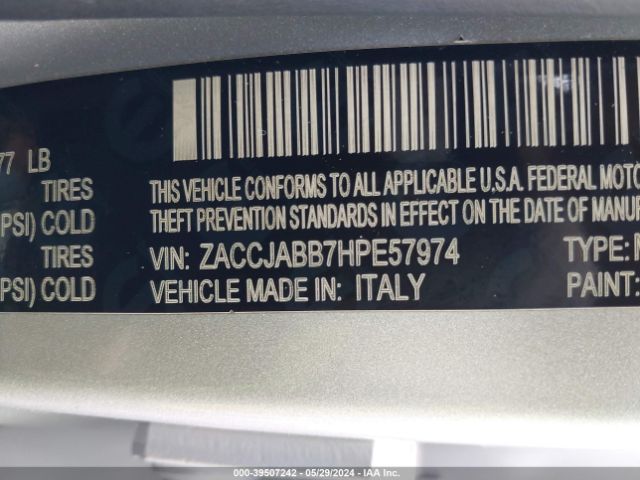 77 LB
TIRES
PSI) COLD
TIRES
PSI) COLD
THIS VEHICLE CONFORMS TO ALL APPLICABLE U.S.A. FEDERAL MOTO
THEFT PREVENTION STANDARDS IN EFFECT ON THE DATE OF MANUF
VIN: ZACCJABB7HPE57974 TYPE:
VEHICLE MADE IN: ITALY PAINT:
000-39507242 / 05/29/2024 - IAA Inc.